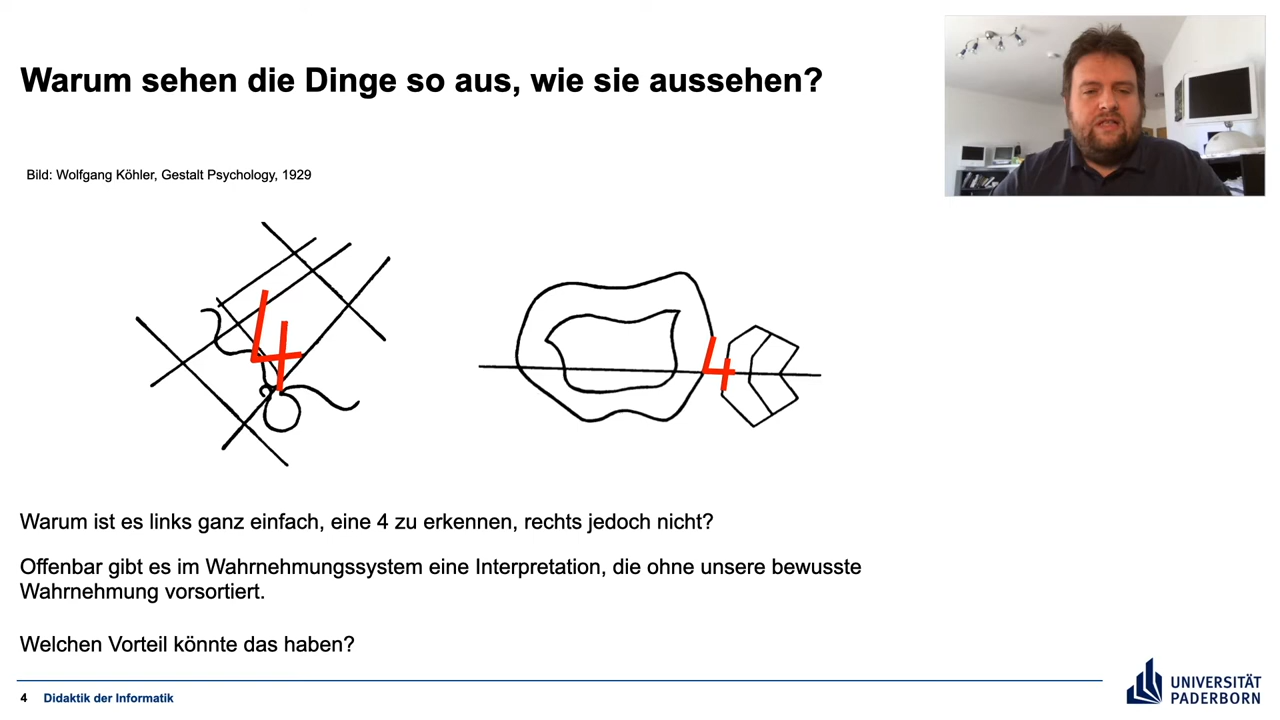 Warum sehen die Dinge so aus, wie sie aussehen?
Bild: Wolfgang Köhler, Gestalt Psychology, 1929
4
4
Warum ist es links ganz einfach, eine 4 zu erkennen, rechts jedoch nicht?
Offenbar gibt es im Wahrnehmungssystem eine Interpretation, die ohne unsere bewusste
Wahrnehmung vorsortiert.
Welchen Vorteil könnte das haben?
4 Didaktik der Informatik
UNIVERSITÄT
PADERBORN